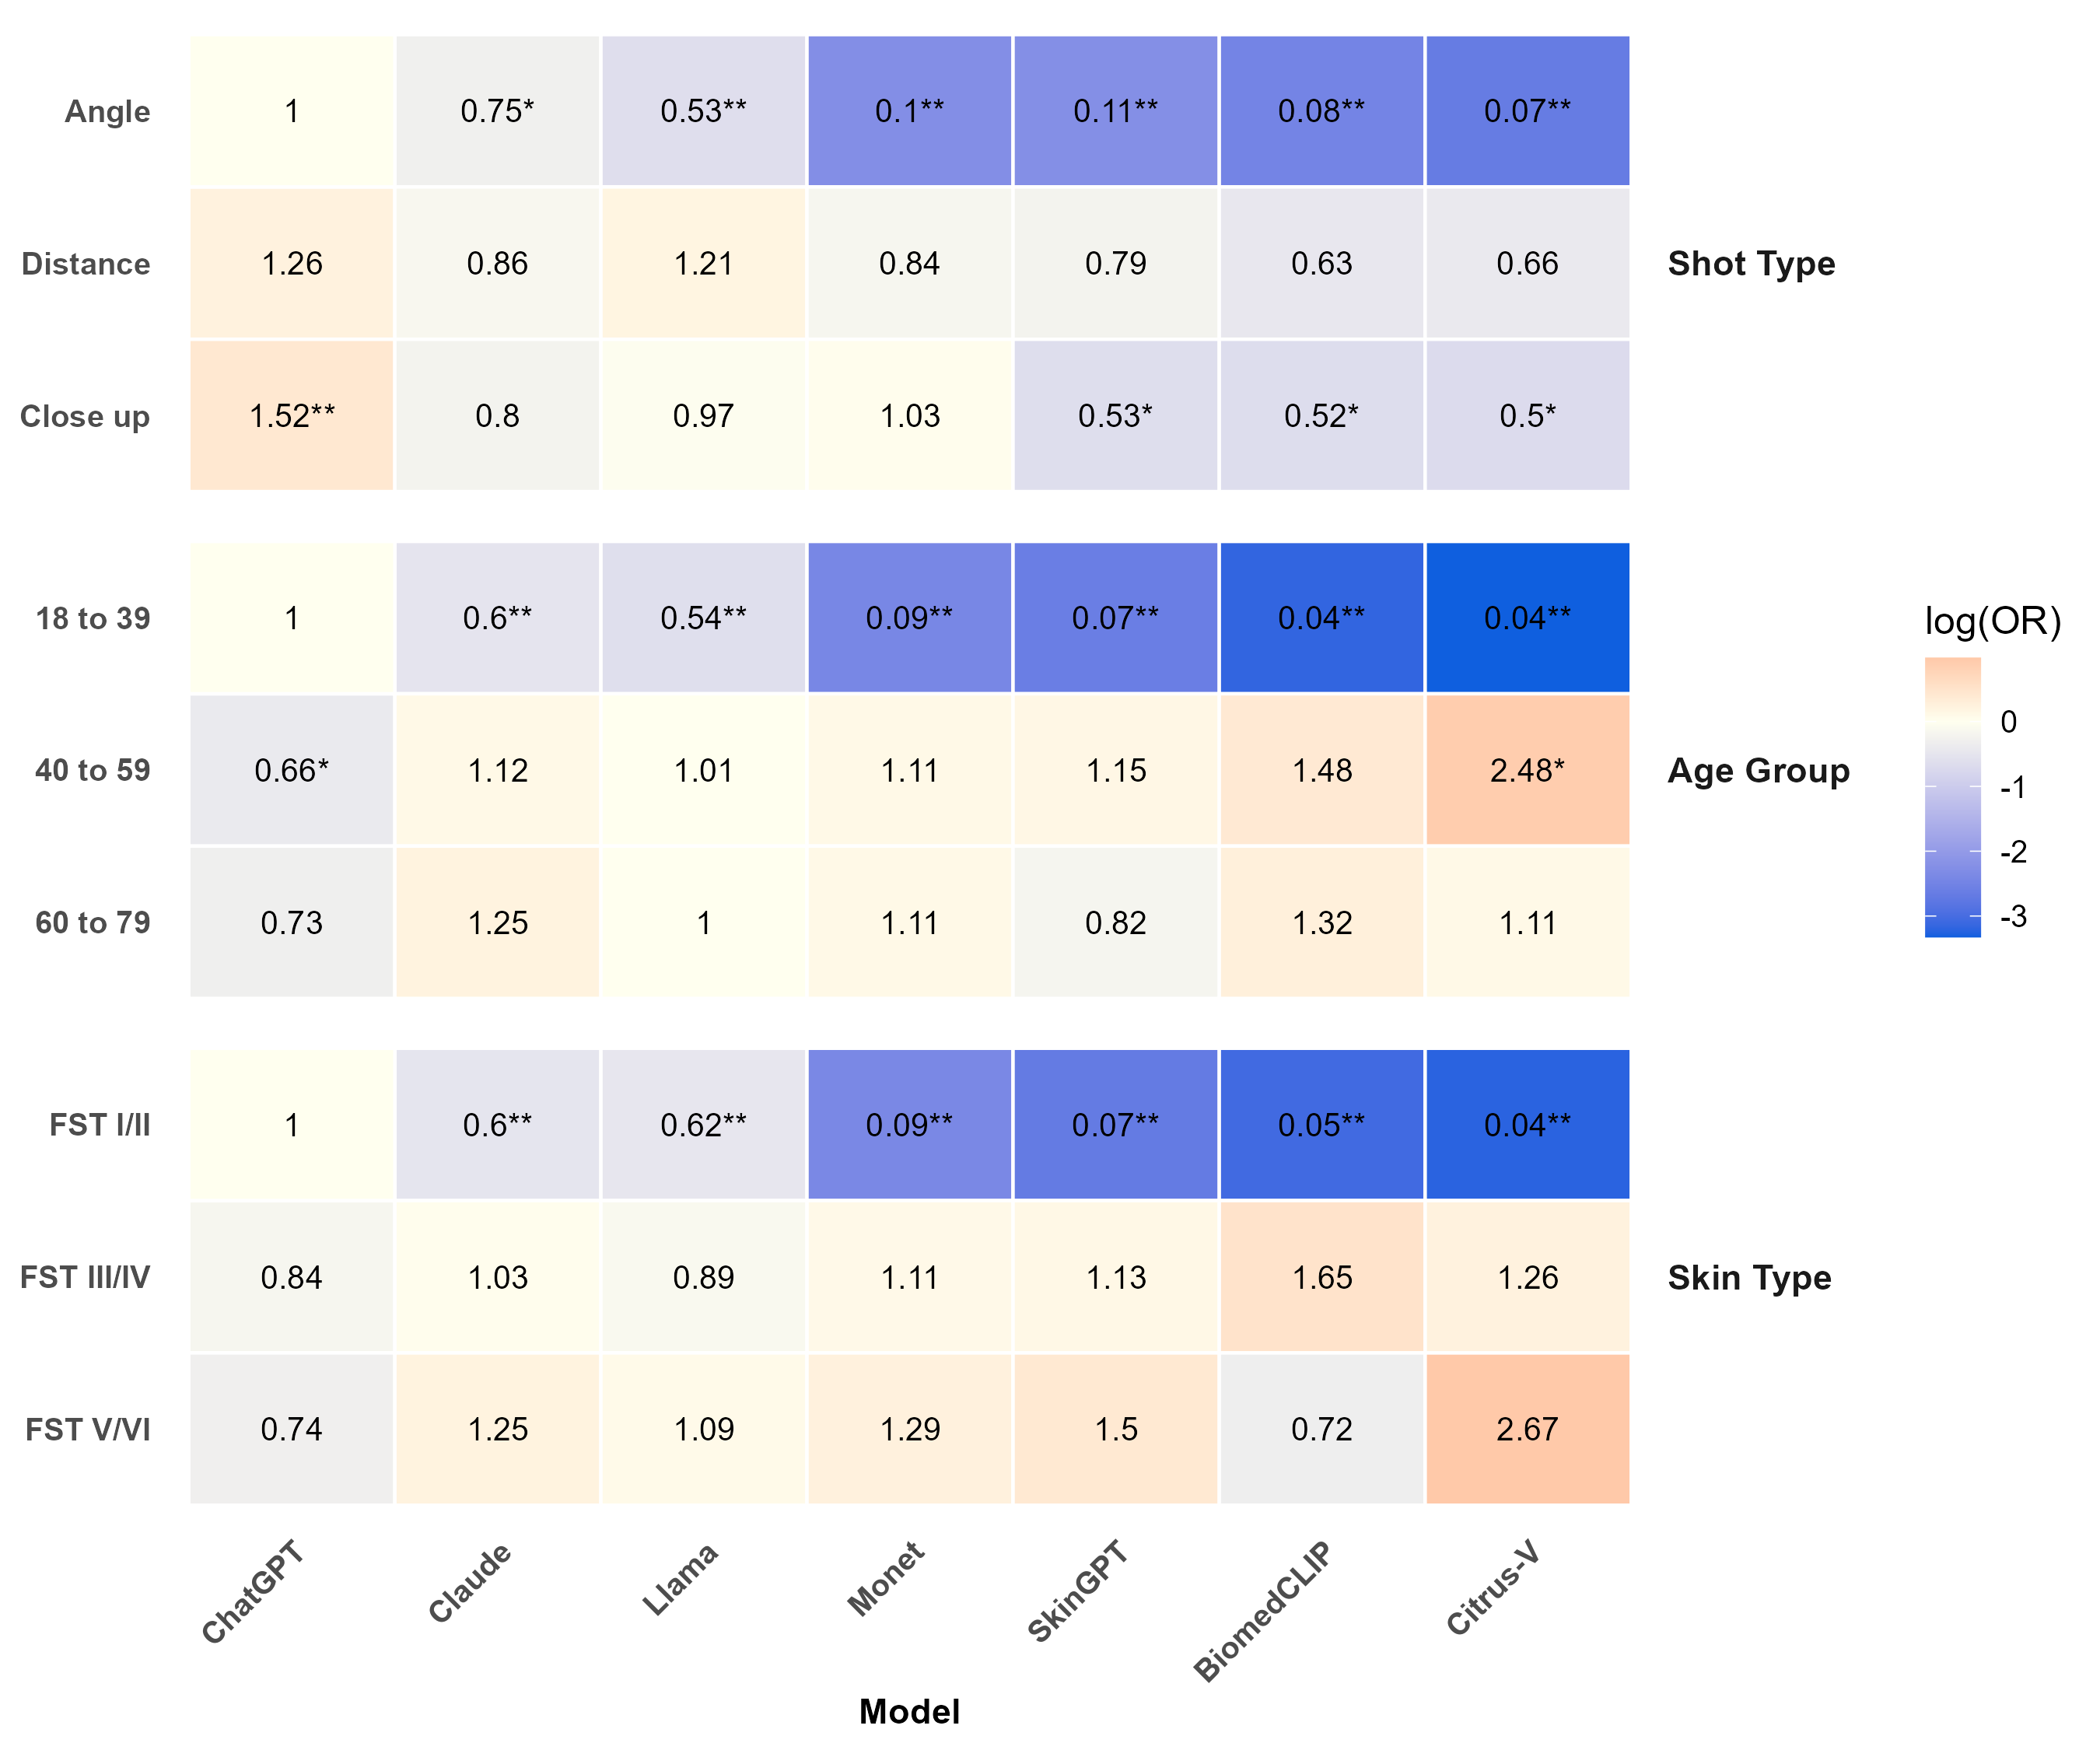 Angle 1 0.75* 0.53** 0.1** 0.11** 0.08** 0.07**
Distance 1.26 0.86 1.21 0.84 0.79 0.63 0.66 Shot Type
Close up 1.52** 0.8 0.97 1.03 0.53* 0.52* 0.5*
18 to 39 1 0.6** 0.54** 0.09** 0.07** 0.04** 0.04**
40 to 59 0.66* 1.12 1.01 1.11 1.15 1.48 2.48* Age Group
60 to 79 0.73 1.25 1 1.11 0.82 1.32 1.11
FST I/II 1 0.6** 0.62** 0.09** 0.07** 0.05** 0.04**
FST III/IV 0.84 1.03 0.89 1.11 1.13 1.65 1.26 Skin Type
FST V/VI 0.74 1.25 1.09 1.29 1.5 0.72 2.67
ChatGPT Claude Llama Monet SkinGPT BiomedCLIP Citrus-V
Model
log(OR)
0
-1
-2
-3